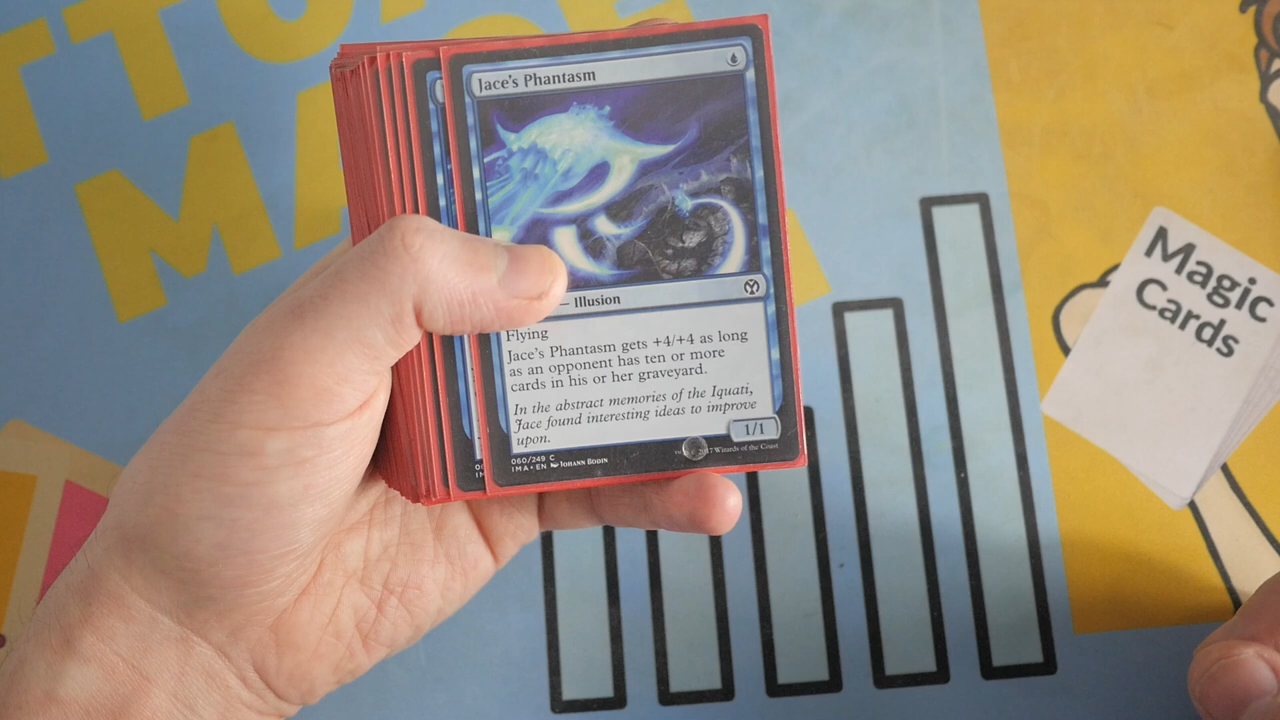 Jace's Phantasm
— Illusion
Flying
Jace's Phantasm gets +4/+4 as long
as an opponent has ten or more
cards in his or her graveyard.
In the abstract memories of the Iquati,
Jace found interesting ideas to improve
upon.
1/1
060/249 C
IMA • EN JOHANN BODIN
© 2017 Wizards of the Coast
Magic
Cards